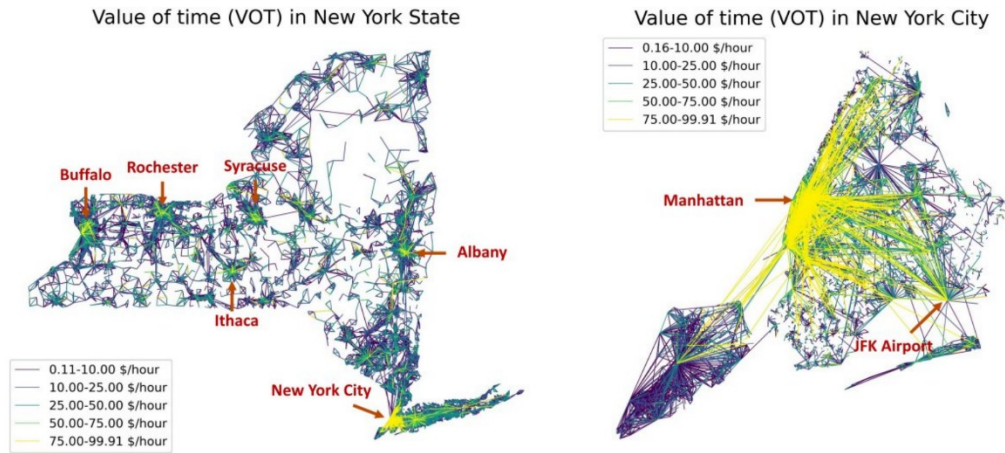 Value of time (VOT) in New York State
Buffalo
Rochester
Syracuse
Albany
Ithaca
New York City
0.11-10.00 $/hour
10.00-25.00 $/hour
25.00-50.00 $/hour
50.00-75.00 $/hour
75.00-99.91 $/hour
Value of time (VOT) in New York City
0.16-10.00 $/hour
10.00-25.00 $/hour
25.00-50.00 $/hour
50.00-75.00 $/hour
75.00-99.91 $/hour
Manhattan
JFK Airport